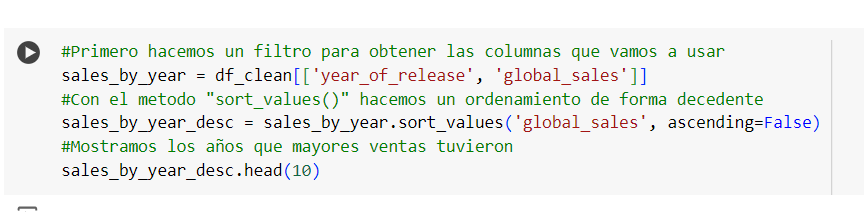 #Primero hacemos un filtro para obtener las columnas que vamos a usar
sales_by_year = df_clean[['year_of_release', 'global_sales']]
#Con el metodo "sort_values()" hacemos un ordenamiento de forma decedente
sales_by_year_desc = sales_by_year.sort_values('global_sales', ascending=False)
#Mostramos los años que mayores ventas tuvieron
sales_by_year_desc.head(10)